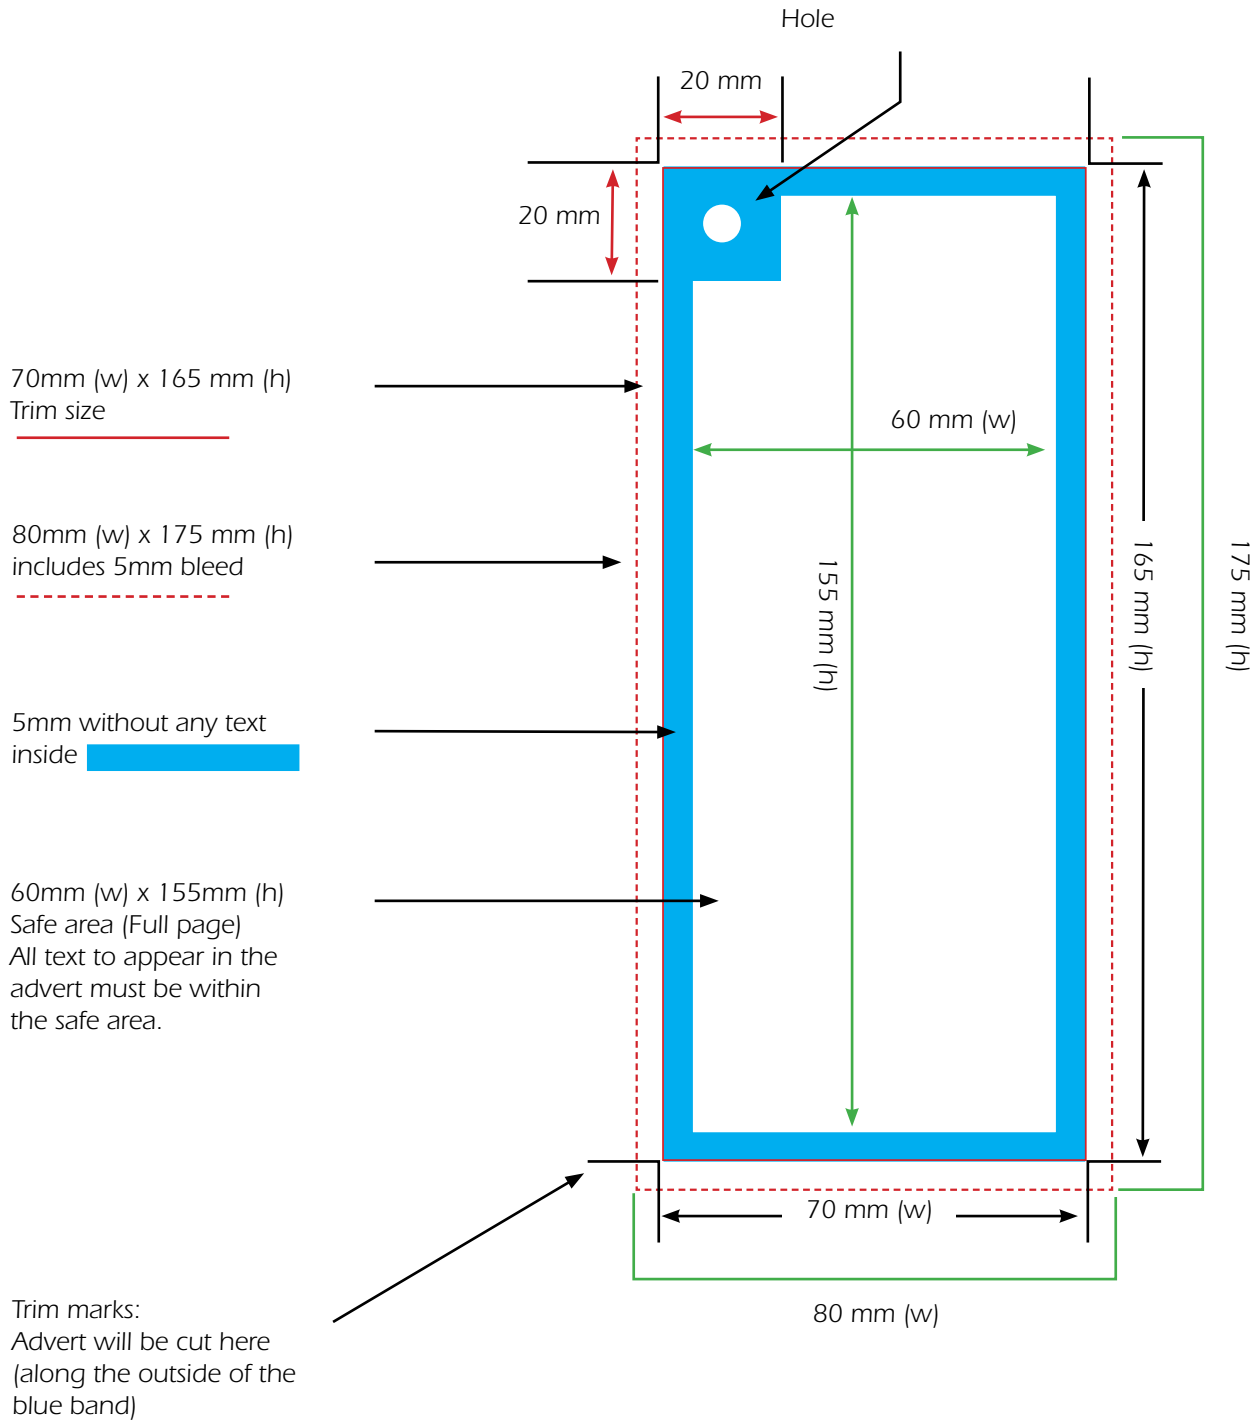 Hole
20 mm
20 mm
70mm (w) x 165 mm (h)
Trim size
60 mm (w)
80mm (w) x 175 mm (h)
includes 5mm bleed
155 mm (h)
165 mm (h)
175 mm (h)
5mm without any text
inside
60mm (w) x 155mm (h)
Safe area (Full page)
All text to appear in the
advert must be within
the safe area.
70 mm (w)
80 mm (w)
Trim marks:
Advert will be cut here
(along the outside of the
blue band)